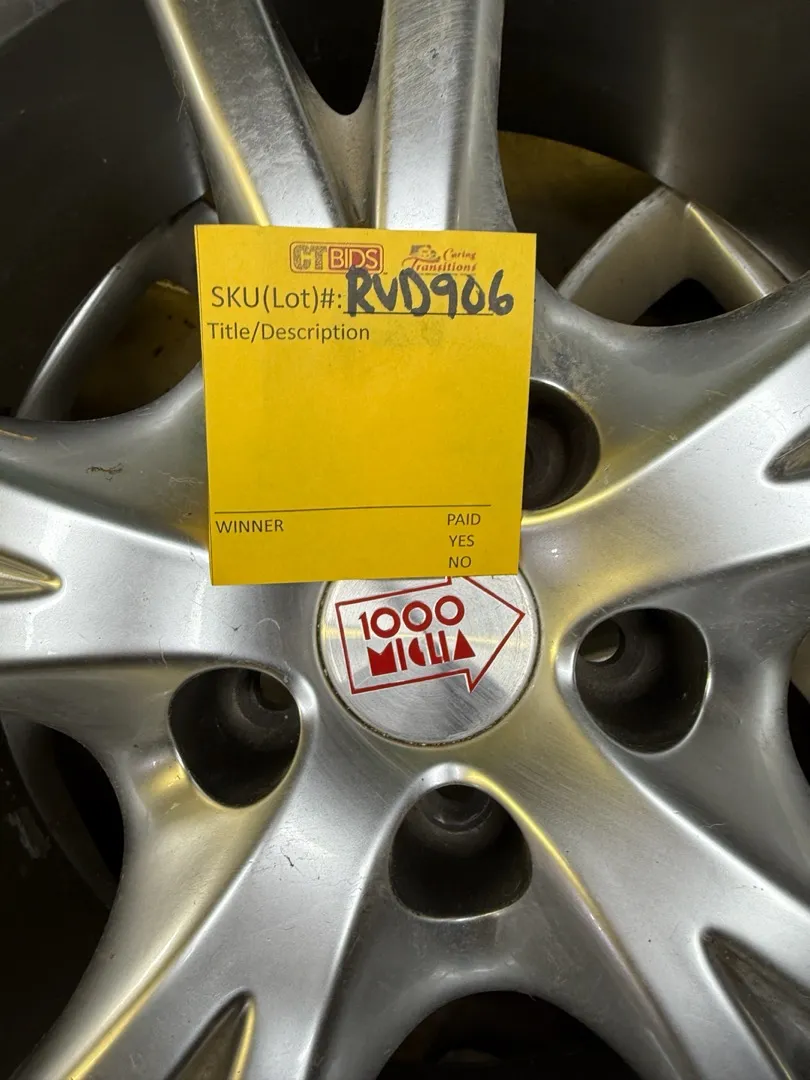 CTBIDS Caring Transitions
SKU(Lot)#: RVD906
Title/Description
WINNER PAID
YES
NO
1000
MIGLIA